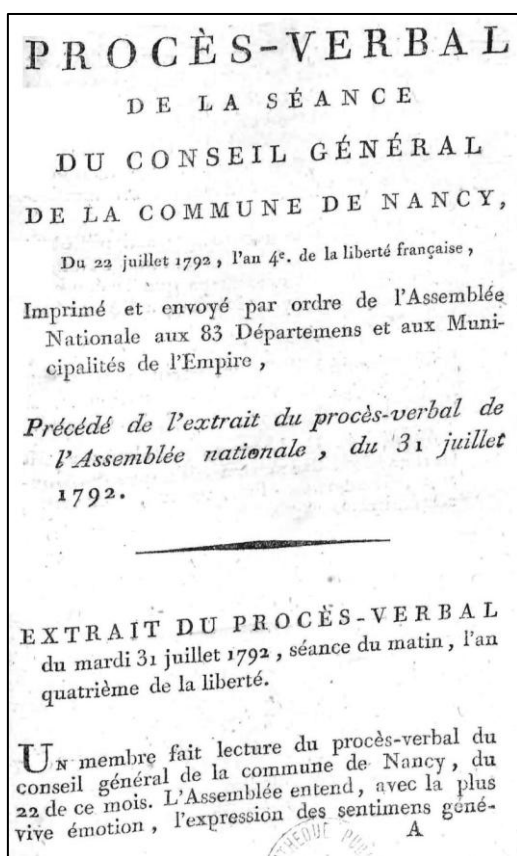 PROCÈS-VERBAL
DE LA SÉANCE
DU CONSEIL GÉNÉRAL
DE LA COMMUNE DE NANCY,
Du 22 juillet 1792, l'an 4e. de la liberté française,
Imprimé et envoyé par ordre de l'Assemblée
Nationale aux 83 Départemens et aux Muni-
cipalités de l'Empire,
Précédé de l'extrait du procès-verbal de
l'Assemblée nationale, du 31 juillet
1792.
EXTRAIT DU PROCÈS-VERBAL
du mardi 31 juillet 1792, séance du matin, l'an
quatrième de la liberté.
UN membre fait lecture du procès-verbal du
conseil général de la commune de Nancy, du
22 de ce mois. L'Assemblée entend, avec la plus
vive émotion, l'expression des sentimens géné-
A